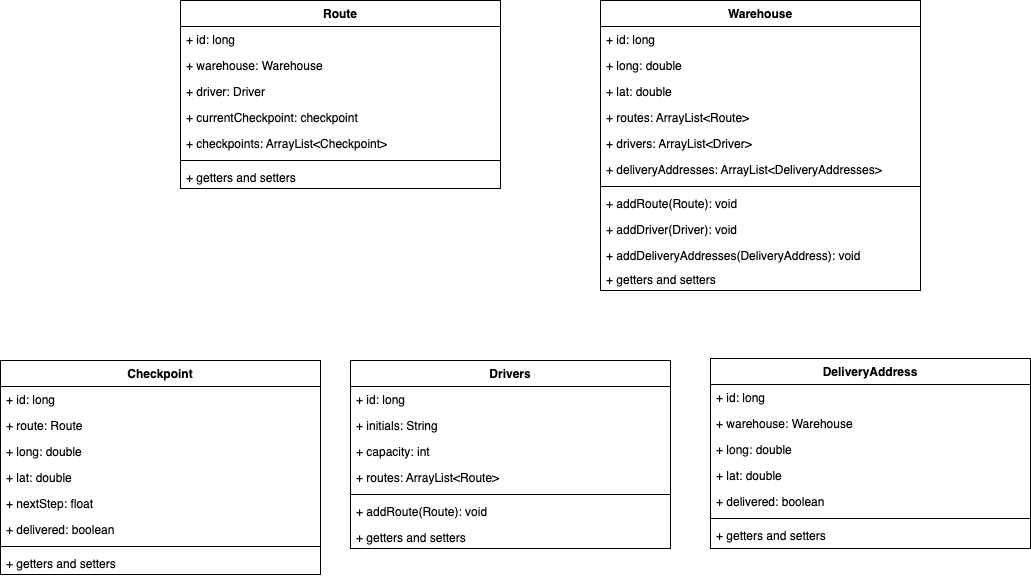 Route
+ id: long
+ warehouse: Warehouse
+ driver: Driver
+ currentCheckpoint: checkpoint
+ checkpoints: ArrayList<Checkpoint>
+ getters and setters
Warehouse
+ id: long
+ long: double
+ lat: double
+ routes: ArrayList<Route>
+ drivers: ArrayList<Driver>
+ deliveryAddresses: ArrayList<DeliveryAddresses>
+ addRoute(Route): void
+ addDriver(Driver): void
+ addDeliveryAddresses(DeliveryAddress): void
+ getters and setters
Checkpoint
+ id: long
+ route: Route
+ long: double
+ lat: double
+ nextStep: float
+ delivered: boolean
+ getters and setters
Drivers
+ id: long
+ initials: String
+ capacity: int
+ routes: ArrayList<Route>
+ addRoute(Route): void
+ getters and setters
DeliveryAddress
+ id: long
+ warehouse: Warehouse
+ long: double
+ lat: double
+ delivered: boolean
+ getters and setters